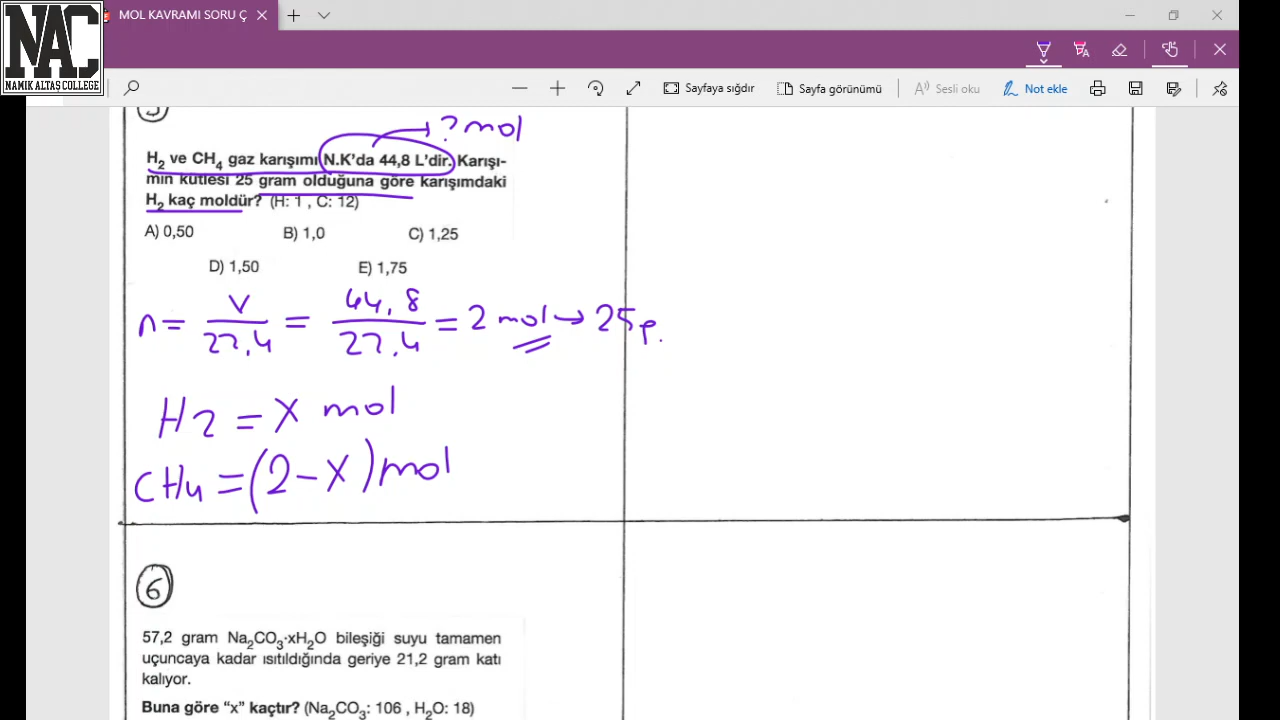 NAC
NAMIK ALTAŞ COLLEGE
MOL KAVRAMI SORU Ç
Sayfaya sığdır
Sayfa görünümü
Sesli oku
Not ekle
? mol
H₂ ve CH₄ gaz karışımı N.K'da 44,8 L'dir. Karışı-
mın kütlesi 25 gram olduğuna göre karışımdaki
H₂ kaç moldür? (H: 1 , C: 12)
A) 0,50 B) 1,0 C) 1,25
D) 1,50 E) 1,75
n = V/22,4 = 44,8/22,4 = 2 mol → 25 g.
H2 = X mol
CH4 = (2 - X) mol
6
57,2 gram Na₂CO₃·xH₂O bileşiği suyu tamamen
uçuncaya kadar ısıtıldığında geriye 21,2 gram katı
kalıyor.
Buna göre "x" kaçtır? (Na₂CO₃: 106 , H₂O: 18)